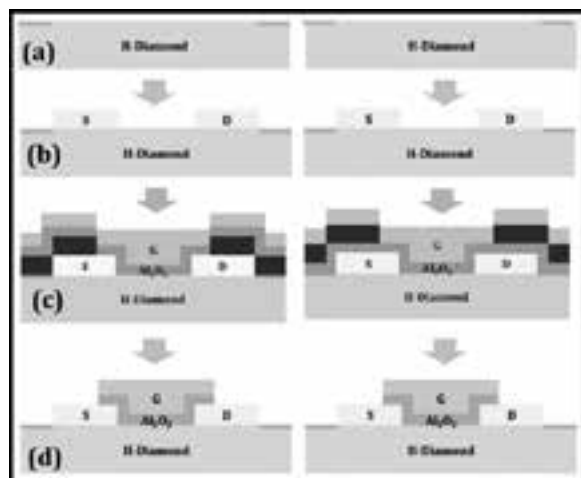 H-Diamond H-Diamond
(a)
S D S D
(b)
H-Diamond H-Diamond
G G
S Al₂O₃ D S Al₂O₃ D
(c)
H-Diamond H-Diamond
G G
S Al₂O₃ D S Al₂O₃ D
(d)
H-Diamond H-Diamond